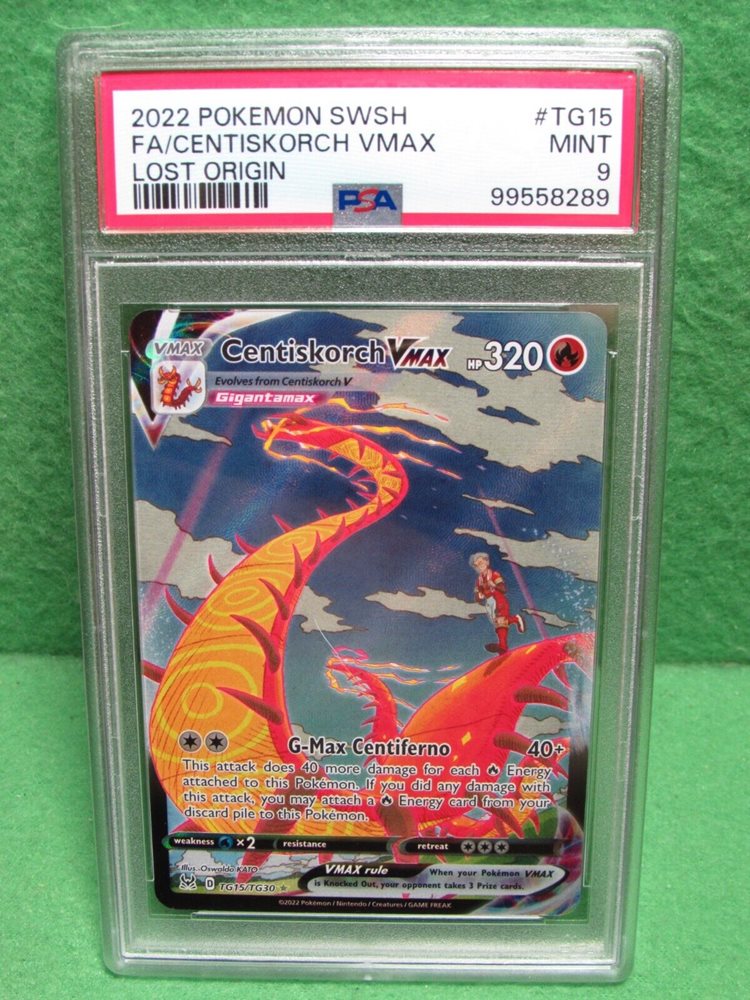 2022 POKEMON SWSH #TG15
FA/CENTISKORCH VMAX MINT
LOST ORIGIN 9
PSA 99558289
VMAX Centiskorch VMAX HP 320
Evolves from Centiskorch V
Gigantamax
G-Max Centiferno 40+
This attack does 40 more damage for each Energy
attached to this Pokémon. If you did any damage with
this attack, you may attach a Energy card from your
discard pile to this Pokémon.
weakness ×2 resistance retreat
Illus. Oswaldo KATO
VMAX rule When your Pokémon VMAX
is Knocked Out, your opponent takes 3 Prize cards.
D TG15/TG30
©2022 Pokémon / Nintendo / Creatures / GAME FREAK